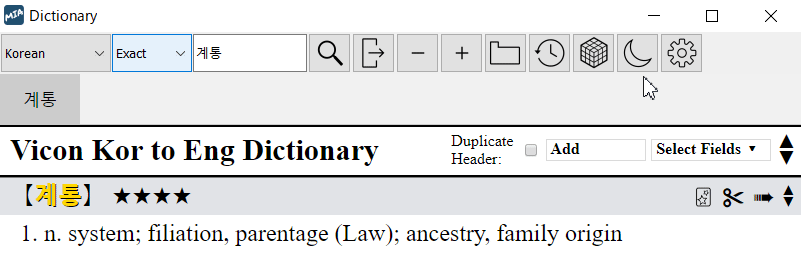 MIA Dictionary
Korean Exact 계통
계통
Vicon Kor to Eng Dictionary
Duplicate
Header:
Add Select Fields
【계통】 ★★★★
1. n. system; filiation, parentage (Law); ancestry, family origin